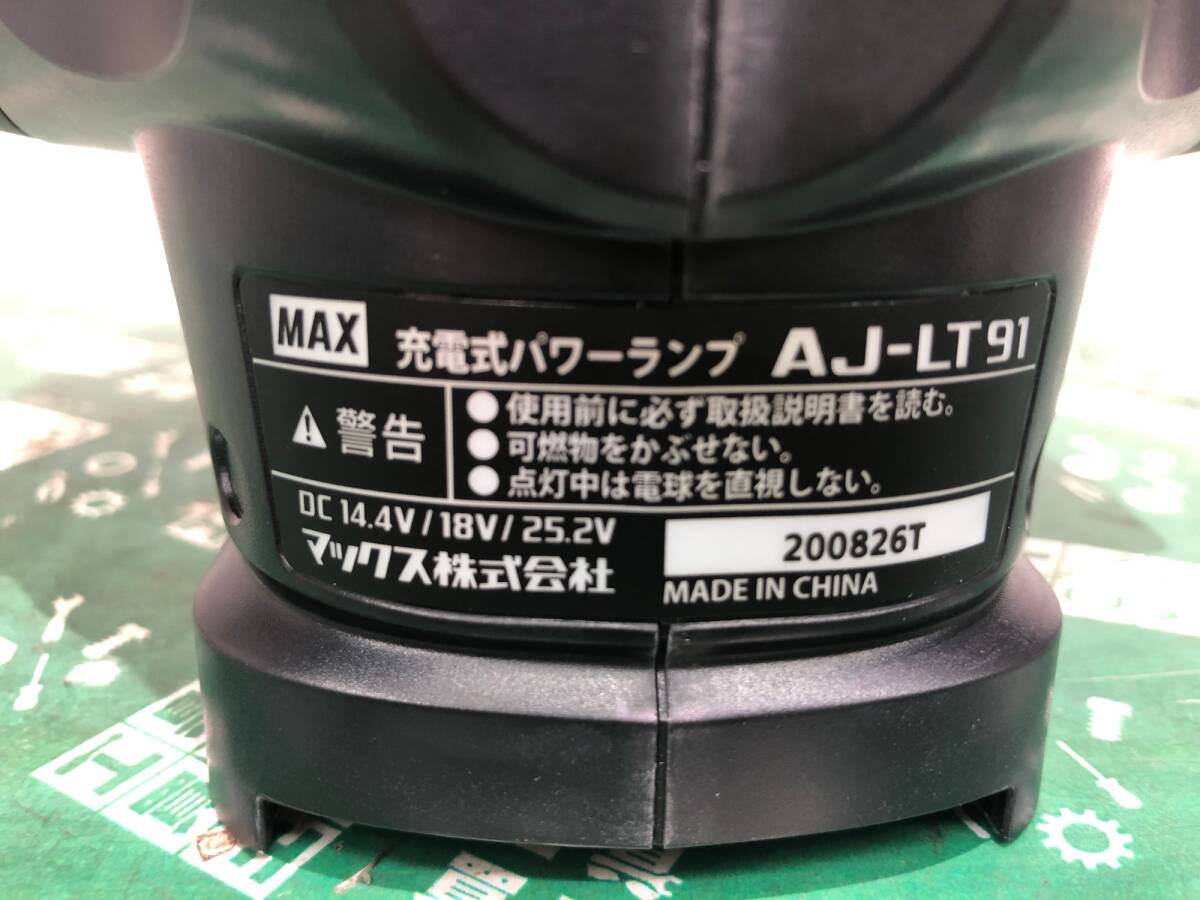 MAX 充電式パワーランプ AJ-LT91
警告
●使用前に必ず取扱説明書を読む。
●可燃物をかぶせない。
●点灯中は電球を直視しない。
DC 14.4V/18V/25.2V
マックス株式会社
200826T
MADE IN CHINA